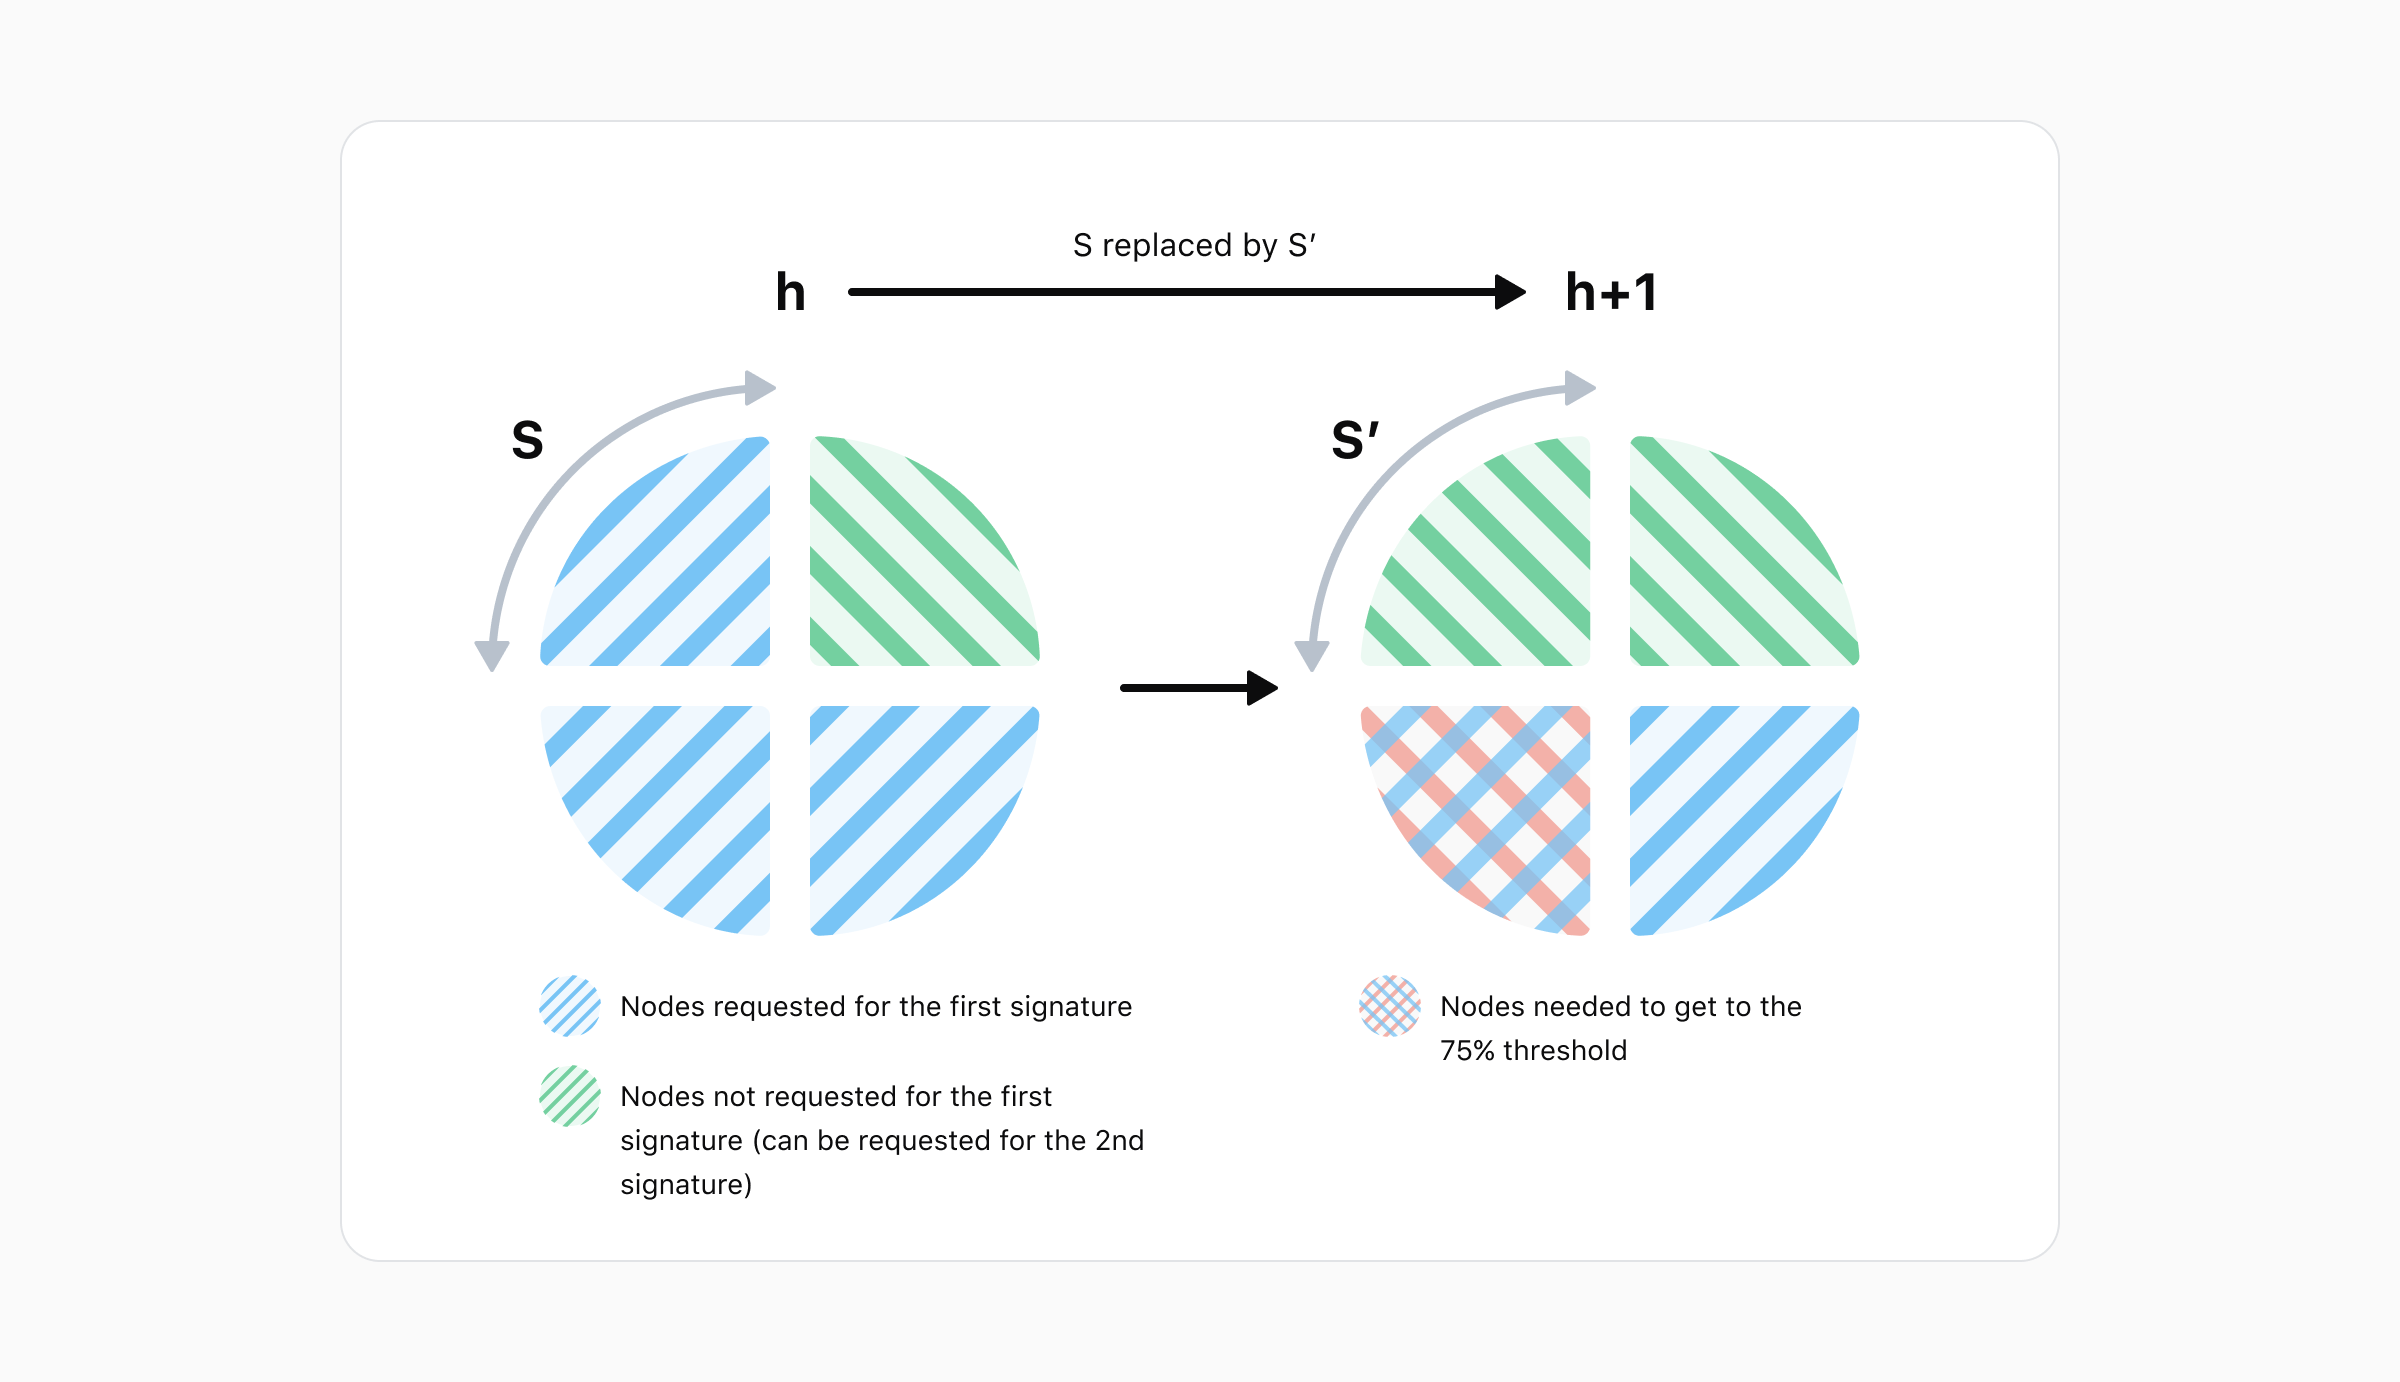 S replaced by S′
h
h+1
S
S′
Nodes requested for the first signature
Nodes not requested for the first
signature (can be requested for the 2nd
signature)
Nodes needed to get to the
75% threshold